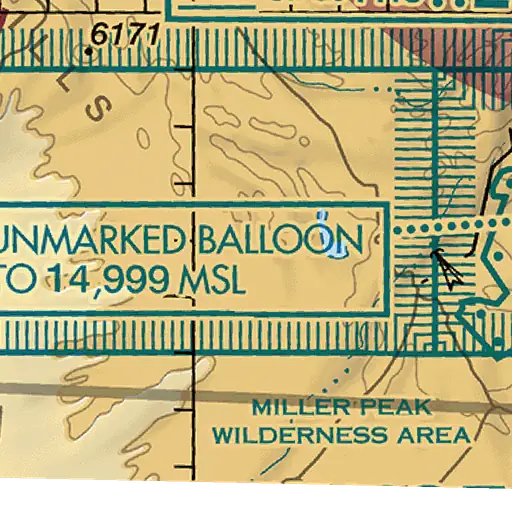 6171
UNMARKED BALLOON
TO 14,999 MSL
MILLER PEAK
WILDERNESS AREA